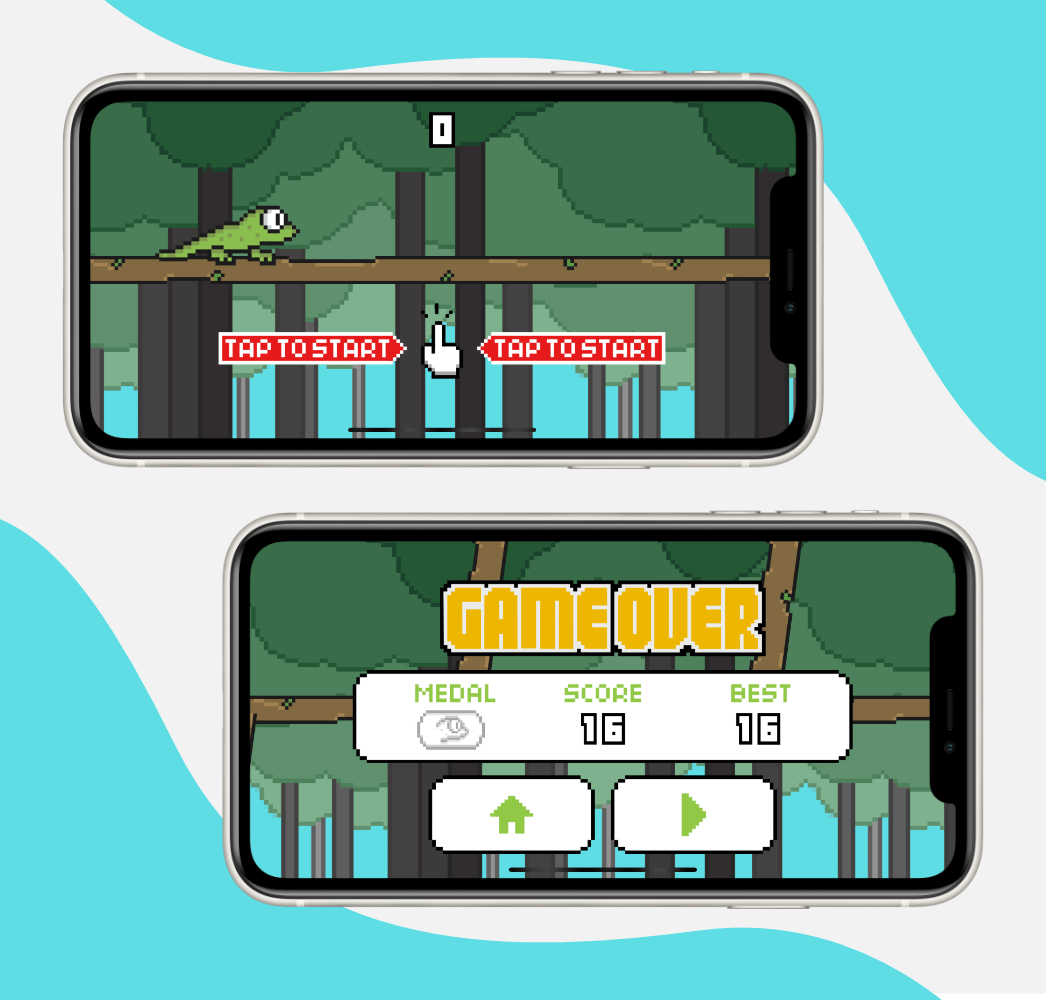 0
TAP TO START TAP TO START
GAME OVER
MEDAL SCORE BEST
16 16